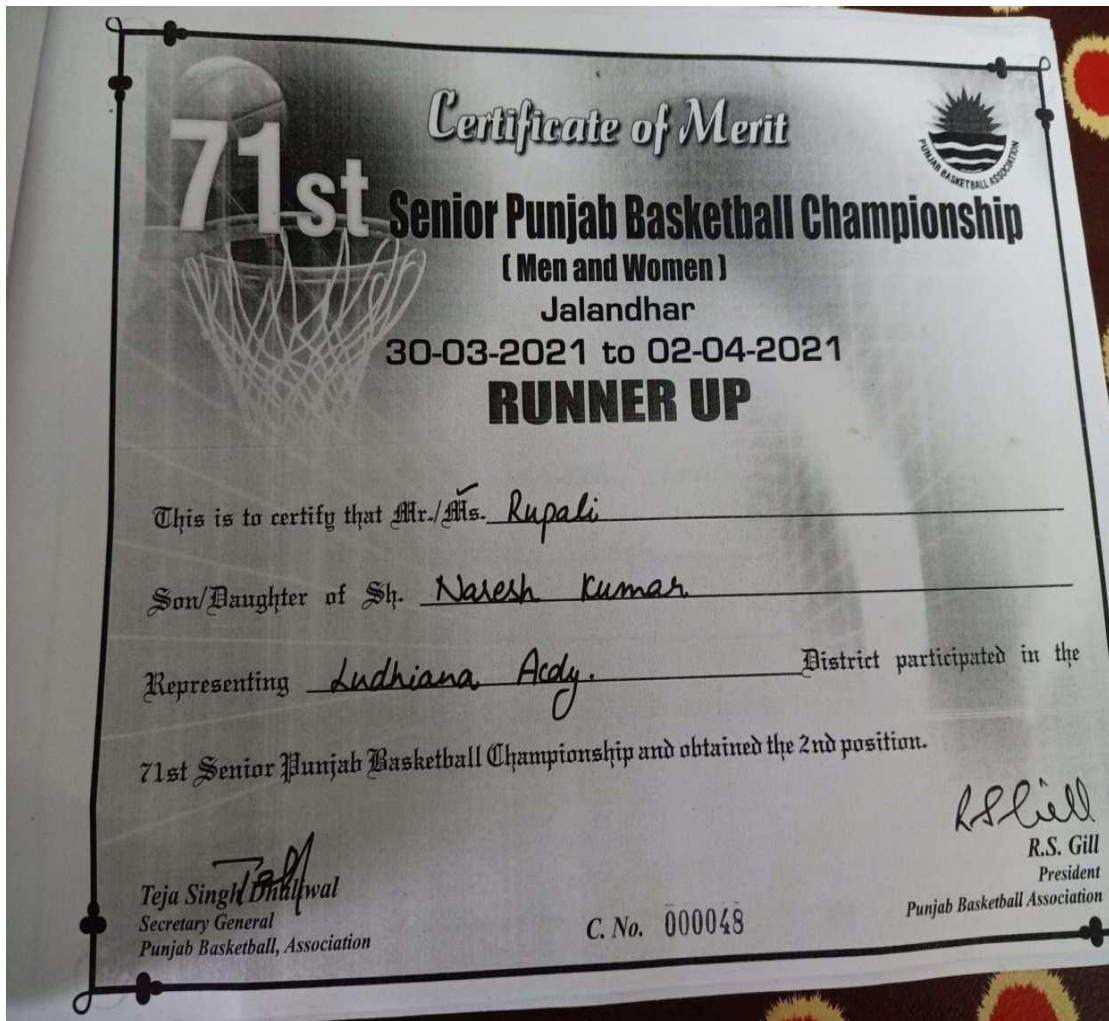 Certificate of Merit
PUNJAB BASKETBALL ASSOCIATION
71st Senior Punjab Basketball Championship
( Men and Women )
Jalandhar
30-03-2021 to 02-04-2021
RUNNER UP
This is to certify that Mr./Ms. Rupali
Son/Daughter of Sh. Naresh Kumar
Representing Ludhiana Acdy. District participated in the
71st Senior Punjab Basketball Championship and obtained the 2nd position.
RS Gill
R.S. Gill
President
Punjab Basketball Association
Teja Singh Dhaliwal
Secretary General
Punjab Basketball, Association
C. No. 000048